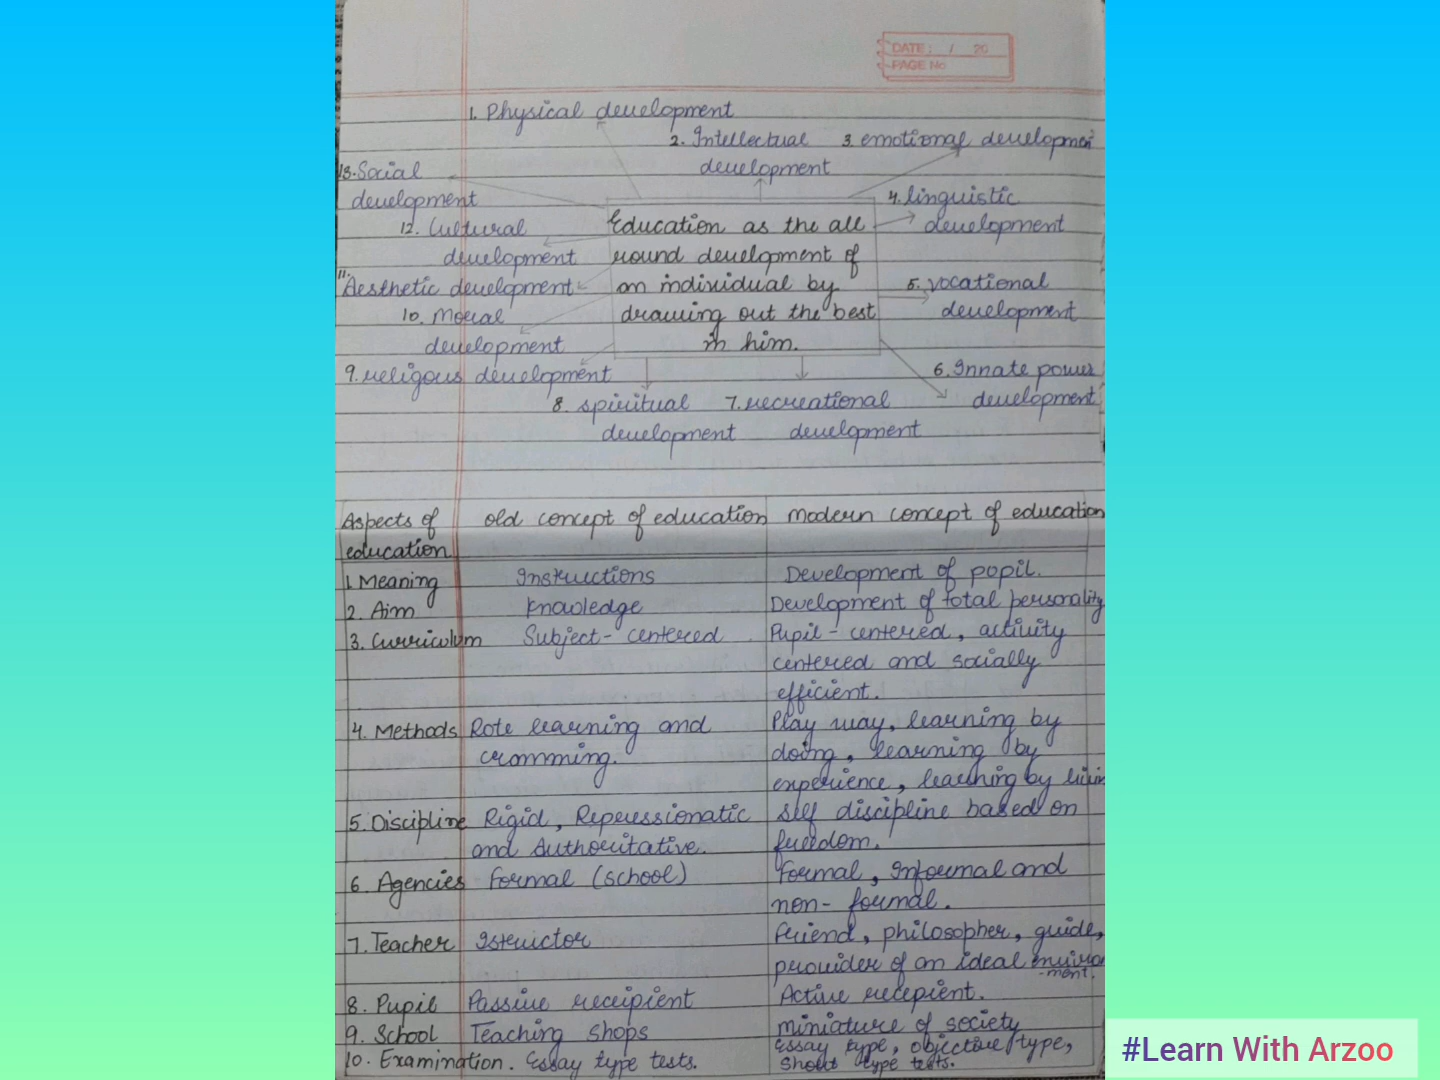 DATE: / 20
PAGE No
1. Physical development
2. Intellectual
development
3. emotional developmen
4. linguistic
development
5. vocational
development
6. Innate power
development
7. recreational
development
8. spiritual
development
9. religous development
10. Moral
development
11.
Aesthetic development
12. Cultural
development
13. Social
development
Education as the all
round development of
an individual by
drawing out the best
in him.
Aspects of education | old concept of education | modern concept of education
1. Meaning | Instructions | Development of pupil.
2. Aim | Knowledge | Development of total personality
3. Curriculum | Subject-centered | Pupil-centered, activity
centered and socially
efficient.
4. Methods | Rote learning and | Play way, learning by
cromming. | doing, learning by
experience, learning by livin
5. Discipline | Rigid, Repressionatic | self discipline based on
and Authoritative. | freedom.
6. Agencies | Formal (school) | Formal, Informal and
non-formal.
7. Teacher | Istructor | friend, philosopher, guide,
provider of an ideal environ
-ment.
8. Pupil | Passive receipient | Active recepient.
9. School | Teaching shops | miniature of society
10. Examination. | Essay type tests. | Essay type, objective type,
Short type tests.
#Learn With Arzoo